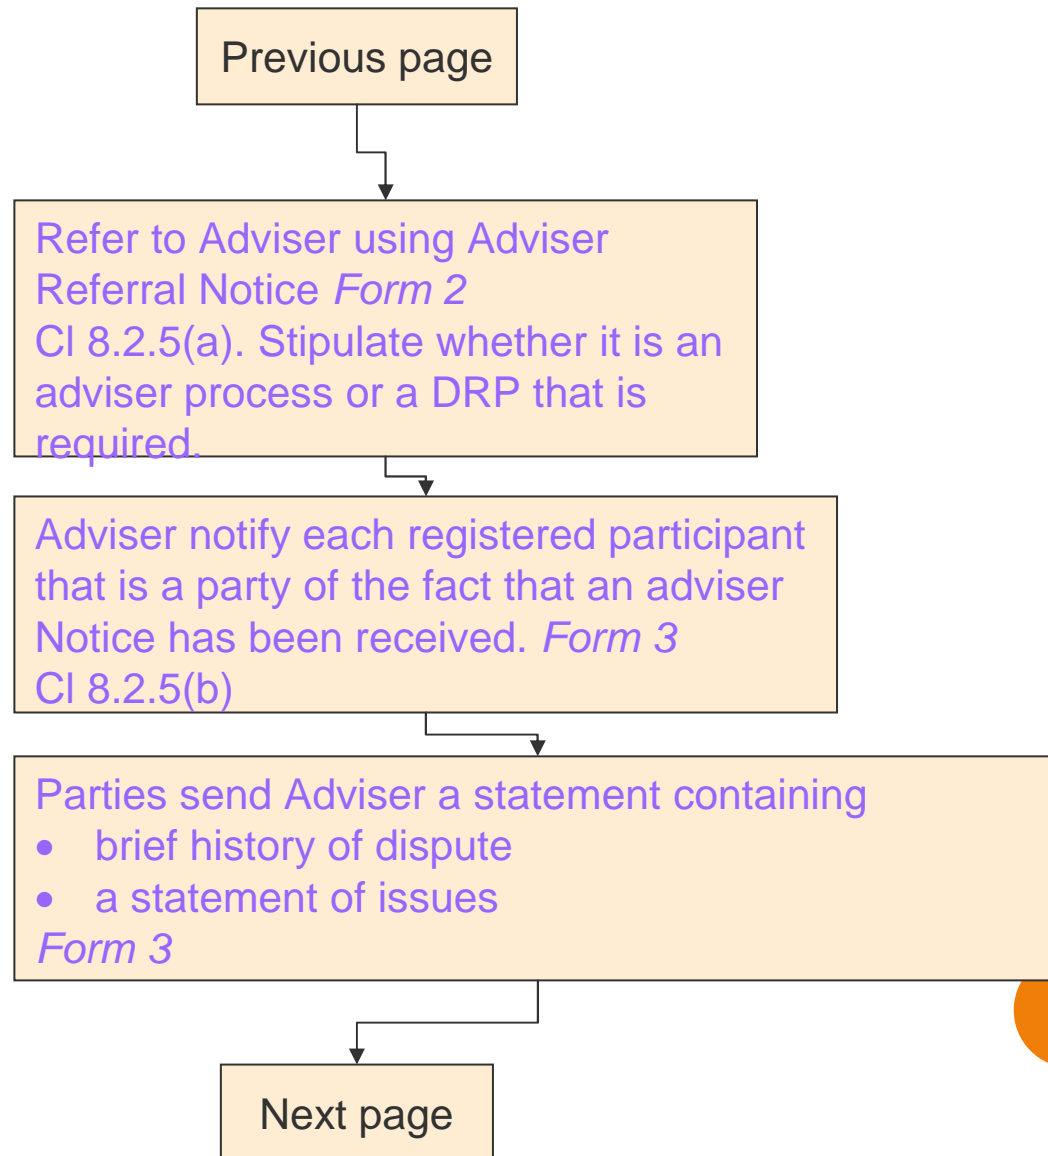 Previous page
Refer to Adviser using Adviser
Referral Notice Form 2
Cl 8.2.5(a). Stipulate whether it is an
adviser process or a DRP that is
required.
Adviser notify each registered participant
that is a party of the fact that an adviser
Notice has been received. Form 3
Cl 8.2.5(b)
Parties send Adviser a statement containing
• brief history of dispute
• a statement of issues
Form 3
Next page